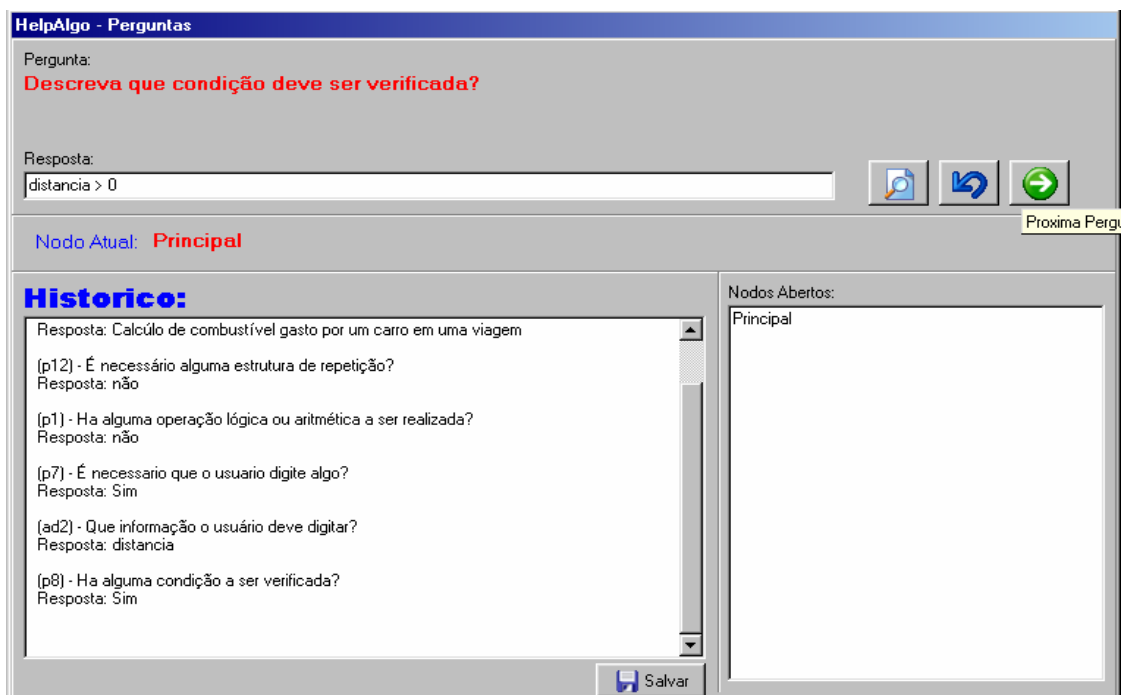 HelpAlgo - Perguntas
Pergunta:
Descreva que condição deve ser verificada?
Resposta:
distancia > 0
Proxima Pergu
Nodo Atual: Principal
Historico:
Resposta: Calcúlo de combustível gasto por um carro em uma viagem
(p12) - É necessário alguma estrutura de repetição?
Resposta: não
(p1) - Ha alguma operação lógica ou aritmética a ser realizada?
Resposta: não
(p7) - É necessario que o usuario digite algo?
Resposta: Sim
(ad2) - Que informação o usuário deve digitar?
Resposta: distancia
(p8) - Ha alguma condição a ser verificada?
Resposta: Sim
Salvar
Nodos Abertos:
Principal